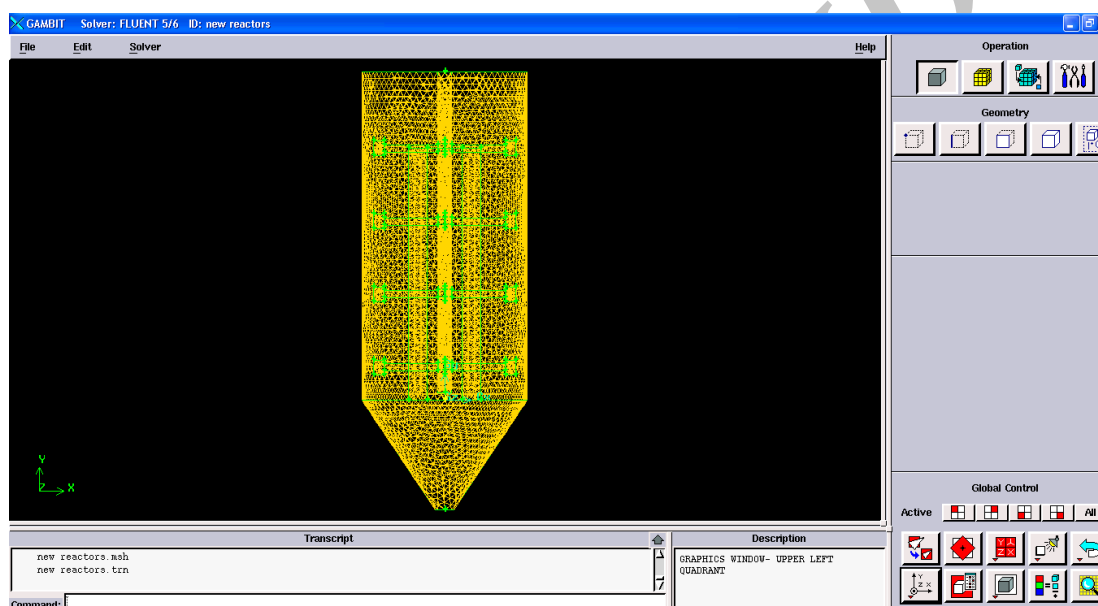 GAMBIT Solver: FLUENT 5/6 ID: new reactors
File Edit Solver Help
Operation
Geometry
Y
Z X
Global Control
Active All
Transcript
new reactors.msh
new reactors.trn
Command:
Description
GRAPHICS WINDOW- UPPER LEFT
QUADRANT